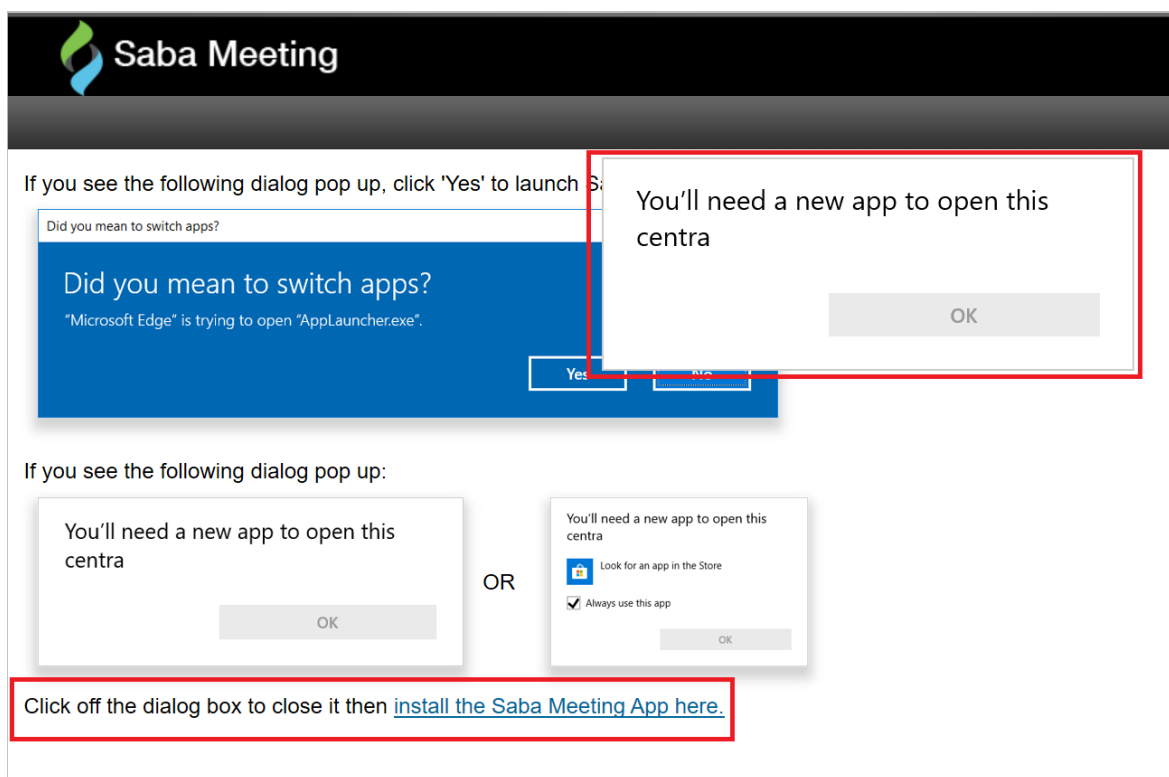 Saba Meeting
If you see the following dialog pop up, click 'Yes' to launch
You'll need a new app to open this
centra
OK
Did you mean to switch apps?
Did you mean to switch apps?
"Microsoft Edge" is trying to open "AppLauncher.exe".
Yes No
If you see the following dialog pop up:
You'll need a new app to open this
centra
OK
OR
You'll need a new app to open this
centra
Look for an app in the Store
Always use this app
OK
Click off the dialog box to close it then install the Saba Meeting App here.